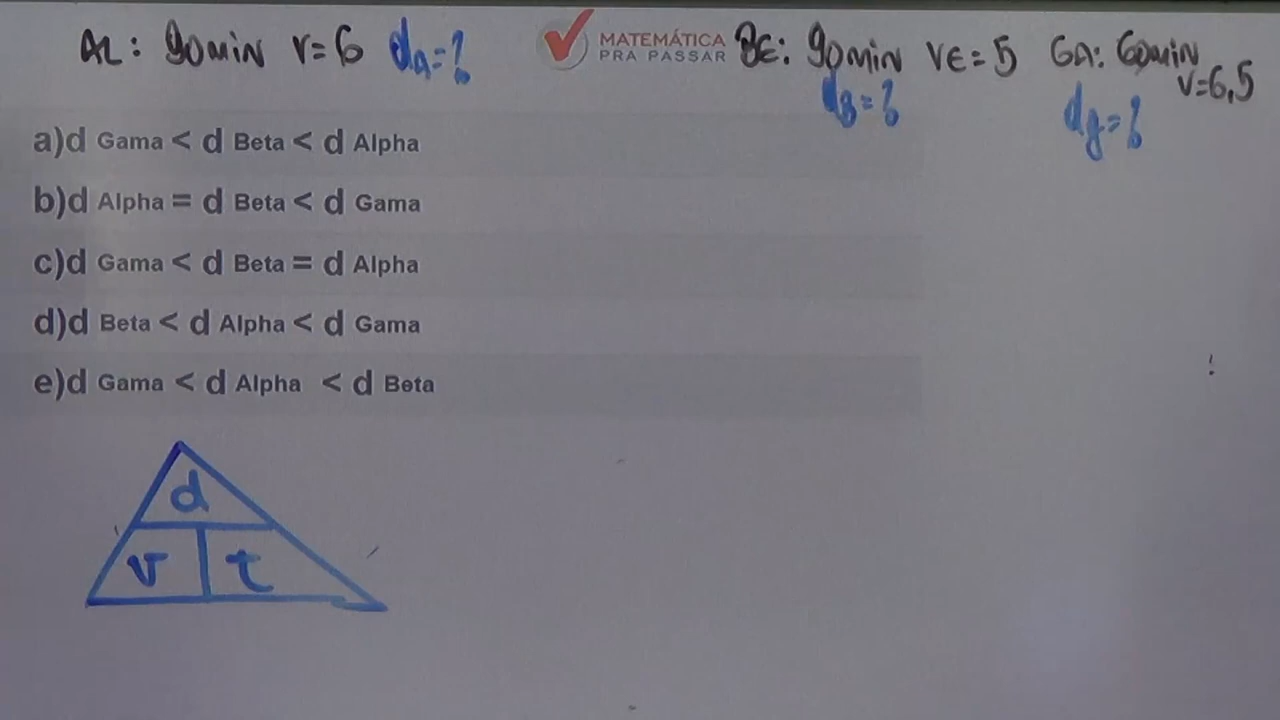 AL: 90min V=6 da=?
MATEMÁTICA
PRA PASSAR
BE: 90min VE=5
dB=?
GA: 60min
V=6,5
dg=?
a)d Gama < d Beta < d Alpha
b)d Alpha = d Beta < d Gama
c)d Gama < d Beta = d Alpha
d)d Beta < d Alpha < d Gama
e)d Gama < d Alpha < d Beta
d
v t